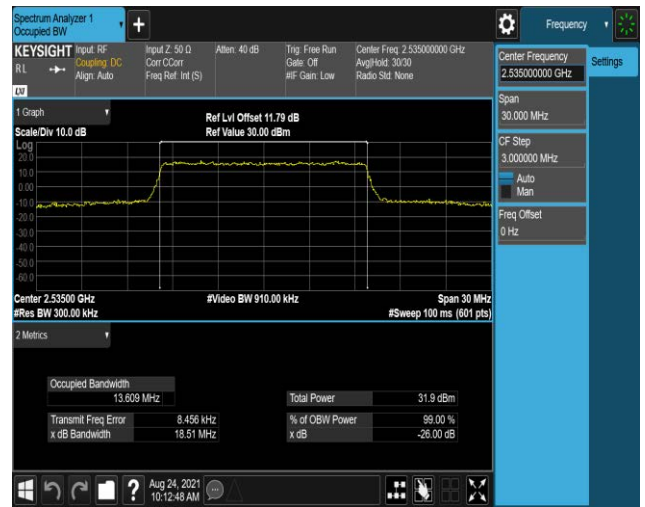 Spectrum Analyzer 1
Occupied BW
+
Frequency
KEYSIGHT Input: RF Input Z: 50 Ω Atten: 40 dB Trig: Free Run Center Freq: 2.535000000 GHz
Coupling: DC Corr CCorr Gate: Off Avg|Hold: 30/30
RL Align: Auto Freq Ref: Int (S) #IF Gain: Low Radio Std: None
Center Frequency
2.535000000 GHz
Settings
Span
30.000 MHz
CF Step
3.000000 MHz
Auto
Man
Freq Offset
0 Hz
1 Graph
Ref Lvl Offset 11.79 dB
Scale/Div 10.0 dB Ref Value 30.00 dBm
Log
20.0
10.0
0.00
-10.0
-20.0
-30.0
-40.0
-50.0
-60.0
Center 2.53500 GHz #Video BW 910.00 kHz Span 30 MHz
#Res BW 300.00 kHz #Sweep 100 ms (601 pts)
2 Metrics
Occupied Bandwidth
13.609 MHz Total Power 31.9 dBm
Transmit Freq Error 8.456 kHz % of OBW Power 99.00 %
x dB Bandwidth 18.51 MHz x dB -26.00 dB
?
Aug 24, 2021
10:12:48 AM